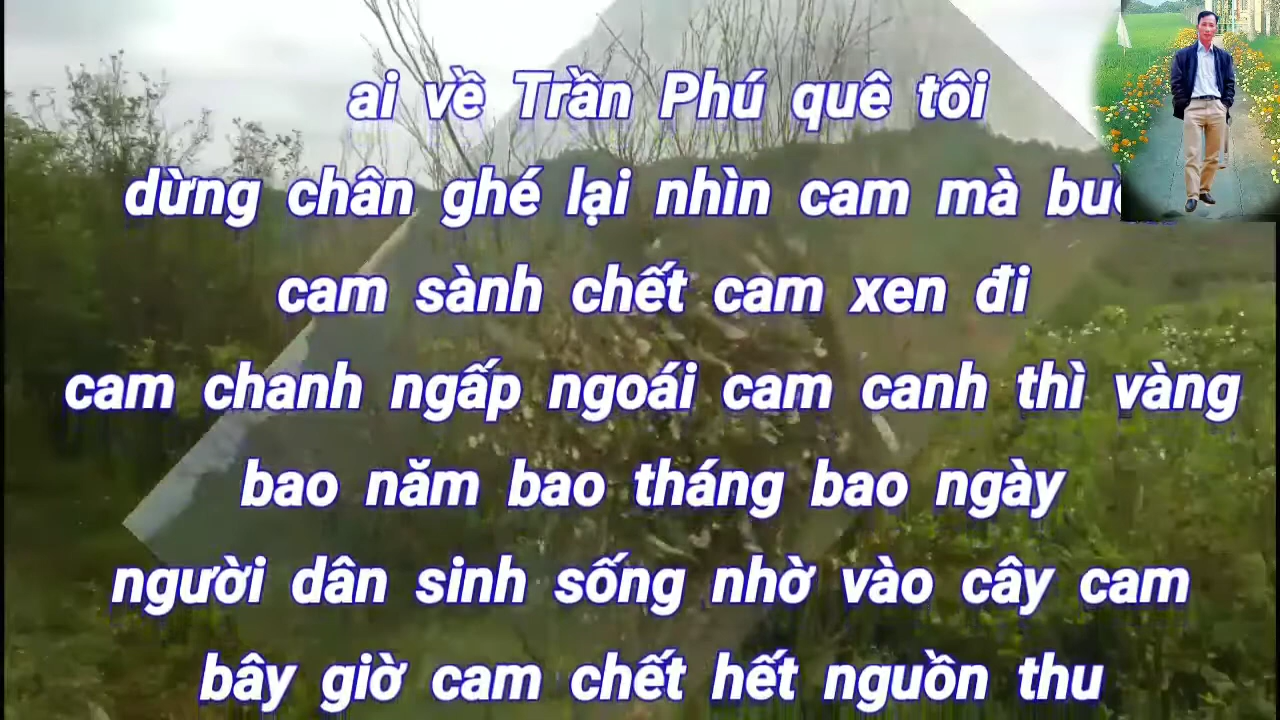 ai về Trần Phú quê tôi
dừng chân ghé lại nhìn cam mà
cam sành chết cam xen đi
cam chanh ngấp ngoái cam canh thì vàng
bao năm bao tháng bao ngày
người dân sinh sống nhờ vào cây cam
bây giờ cam chết hết nguồn thu